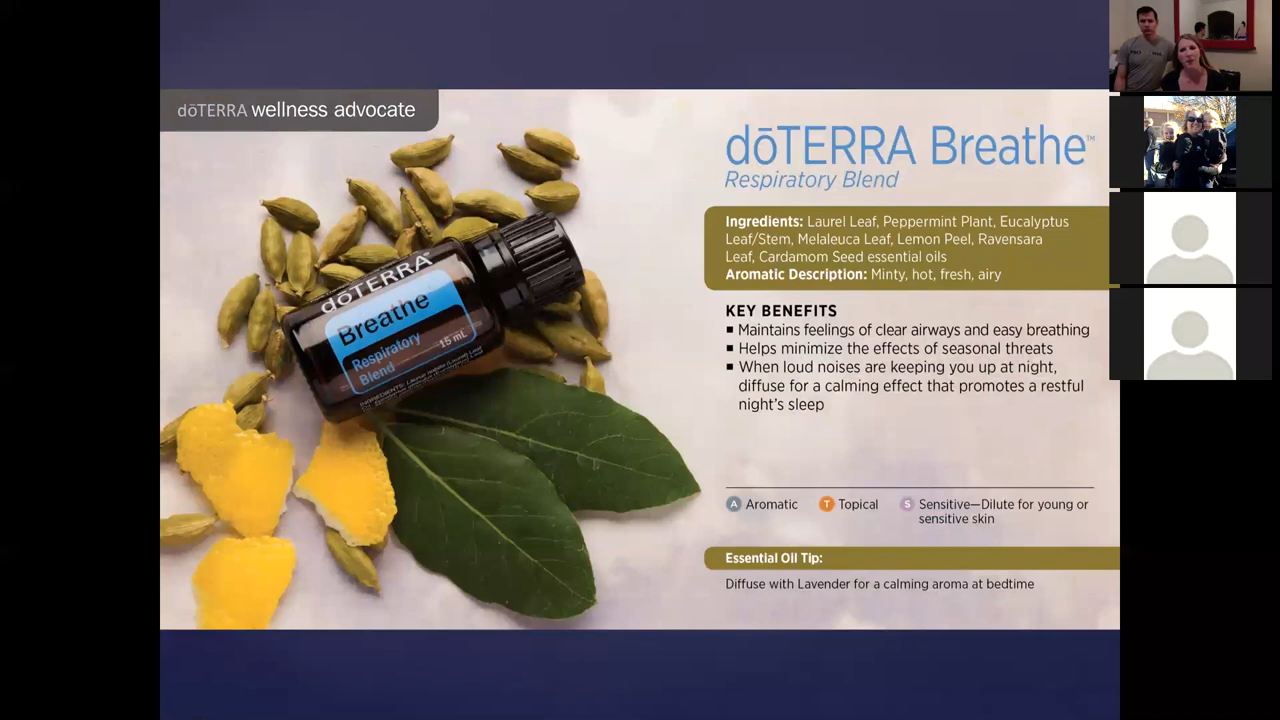 dōTERRA wellness advocate
dōTERRA Breathe™
Respiratory Blend
Ingredients: Laurel Leaf, Peppermint Plant, Eucalyptus
Leaf/Stem, Melaleuca Leaf, Lemon Peel, Ravensara
Leaf, Cardamom Seed essential oils
Aromatic Description: Minty, hot, fresh, airy
KEY BENEFITS
▪ Maintains feelings of clear airways and easy breathing
▪ Helps minimize the effects of seasonal threats
▪ When loud noises are keeping you up at night,
diffuse for a calming effect that promotes a restful
night's sleep
A Aromatic T Topical S Sensitive—Dilute for young or
sensitive skin
Essential Oil Tip:
Diffuse with Lavender for a calming aroma at bedtime
dōTERRA
Breathe
Respiratory
Blend 15 mL